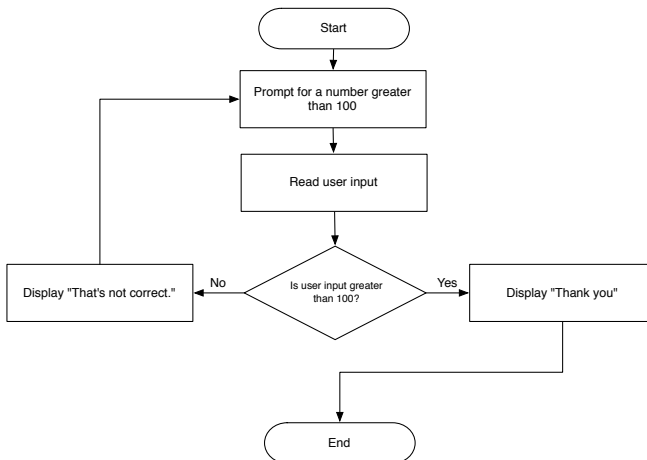 Start
Prompt for a number greater
than 100
Read user input
Is user input greater
than 100?
No
Yes
Display "That's not correct."
Display "Thank you"
End